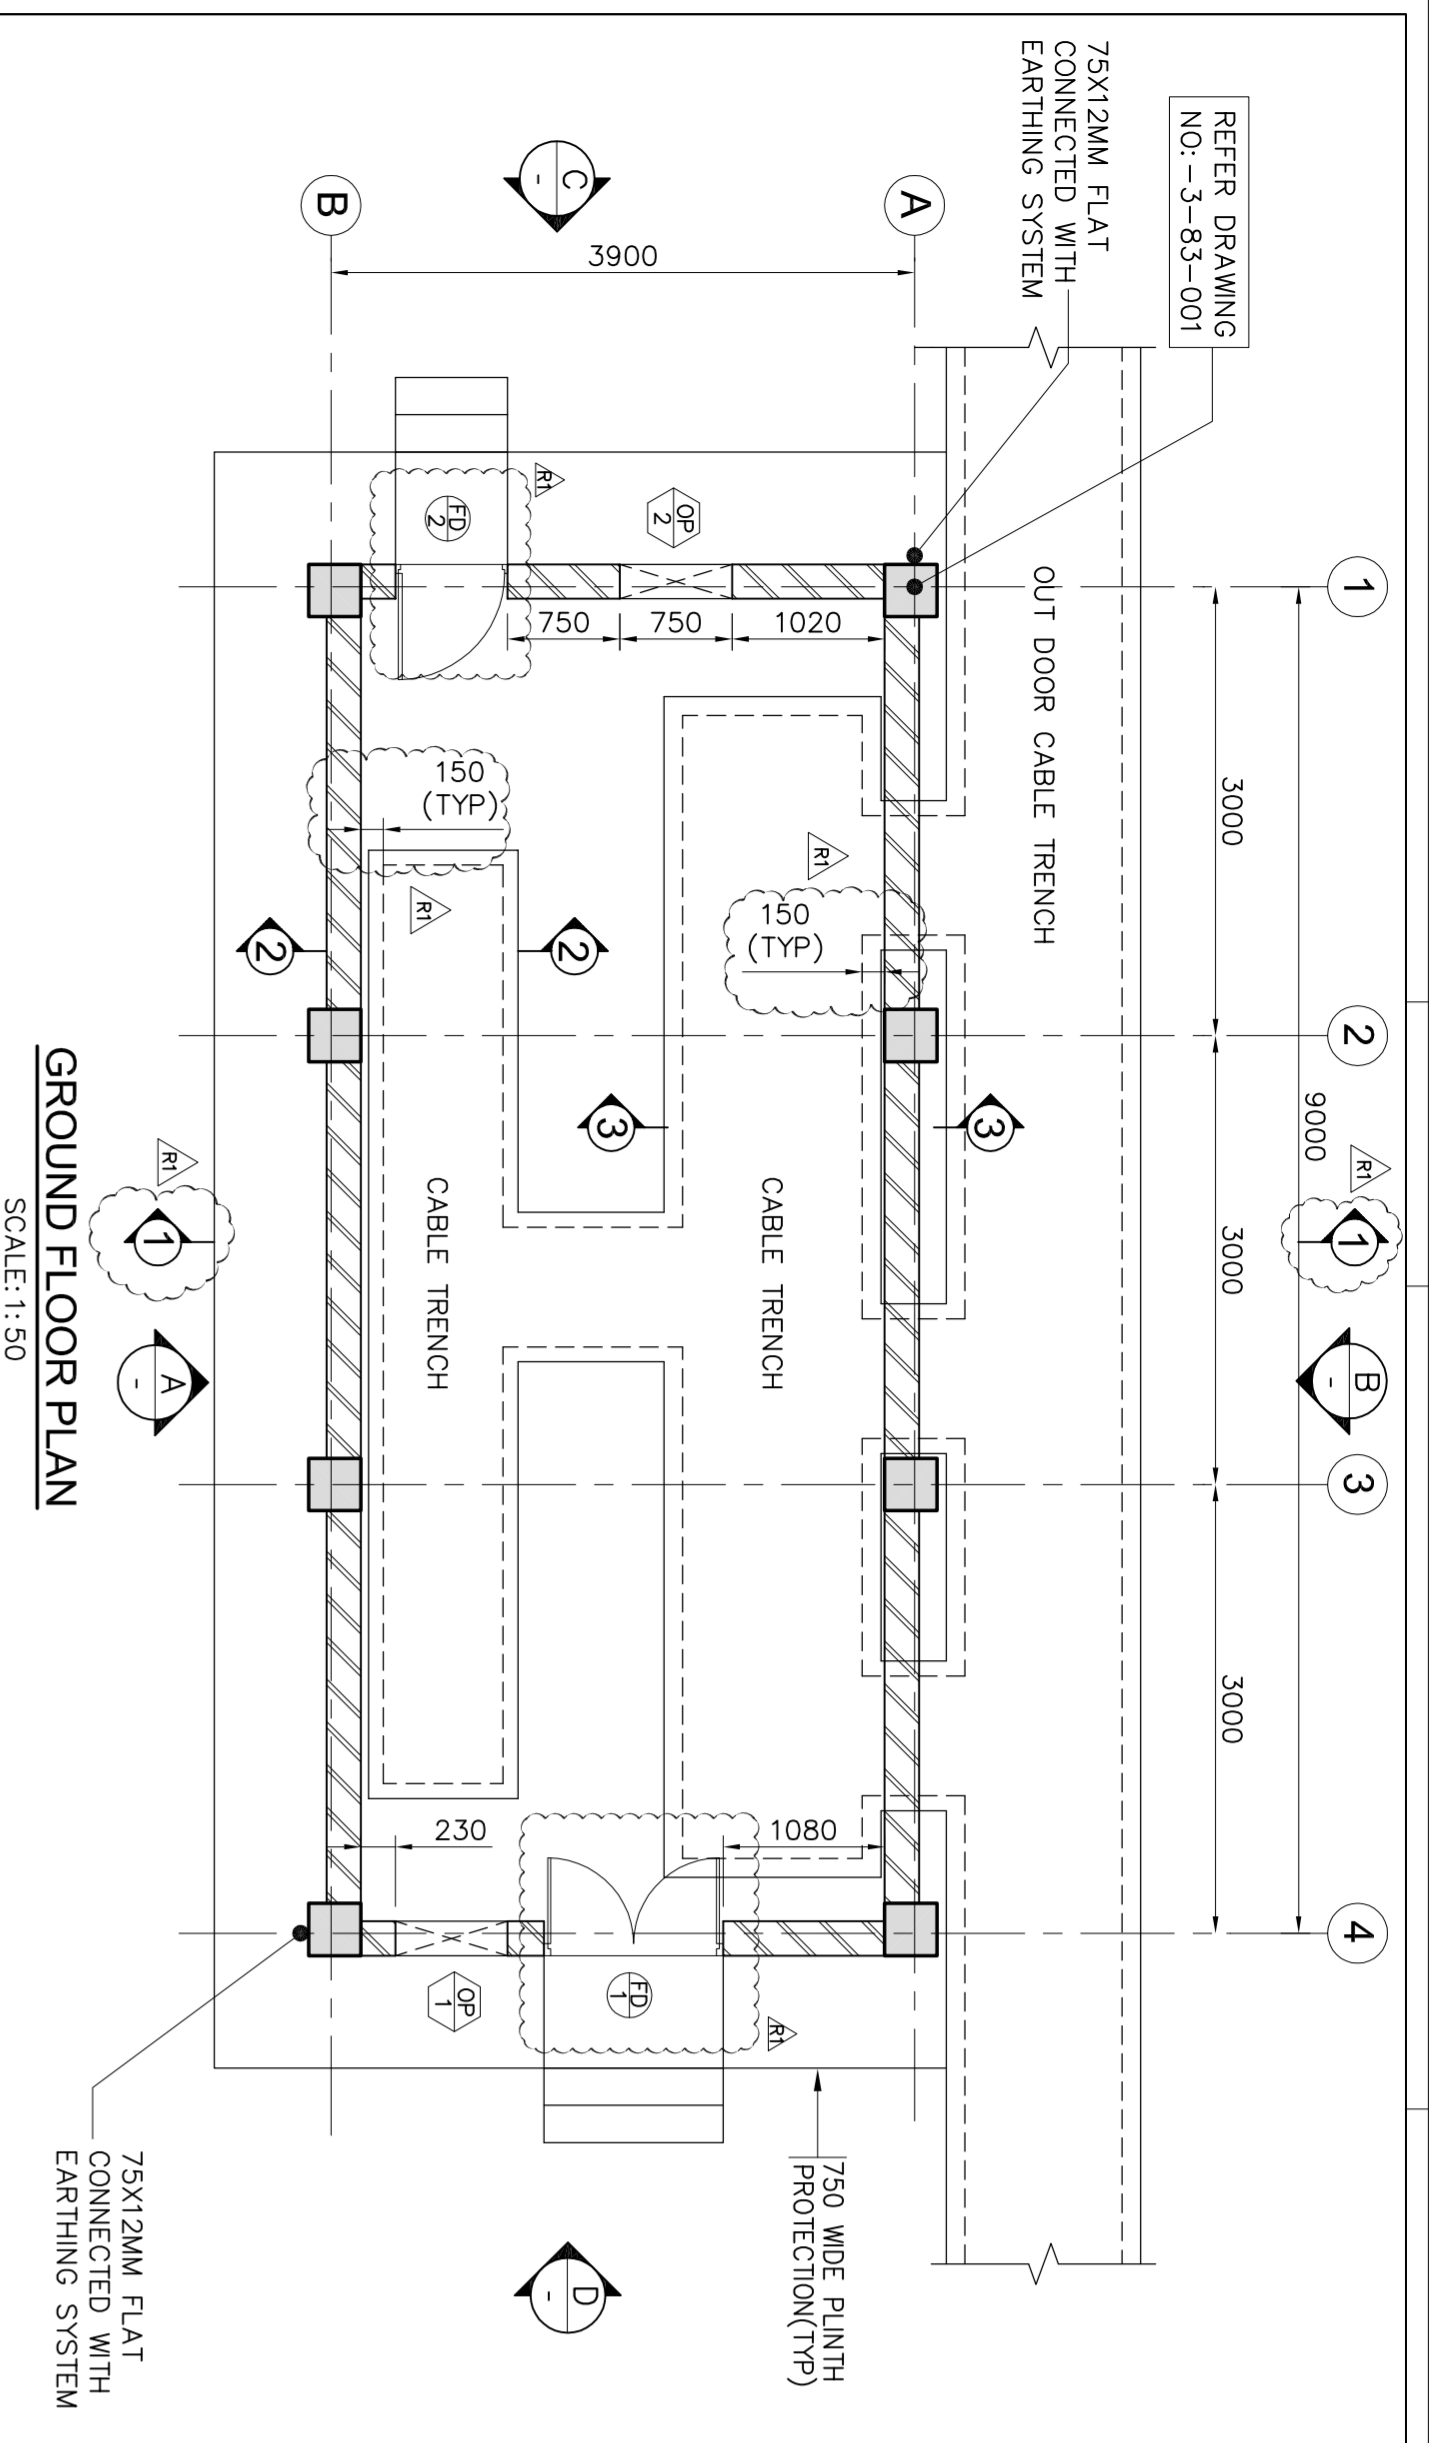 1
2
3
4
9000
R1
1
B
-
3000
3000
3000
REFER DRAWING
NO:-3-83-001
75X12MM FLAT
CONNECTED WITH
EARTHING SYSTEM
OUT DOOR CABLE TRENCH
A
3
1020
750
750
R1
150
(TYP)
CABLE TRENCH
1080
R1
750 WIDE PLINTH
PROTECTION(TYP)
3900
C
-
OP
2
R1
FD
2
3
2
FD
1
D
-
150
(TYP)
R1
CABLE TRENCH
230
OP
1
B
2
R1
1
A
-
75X12MM FLAT
CONNECTED WITH
EARTHING SYSTEM
GROUND FLOOR PLAN
SCALE:1:50